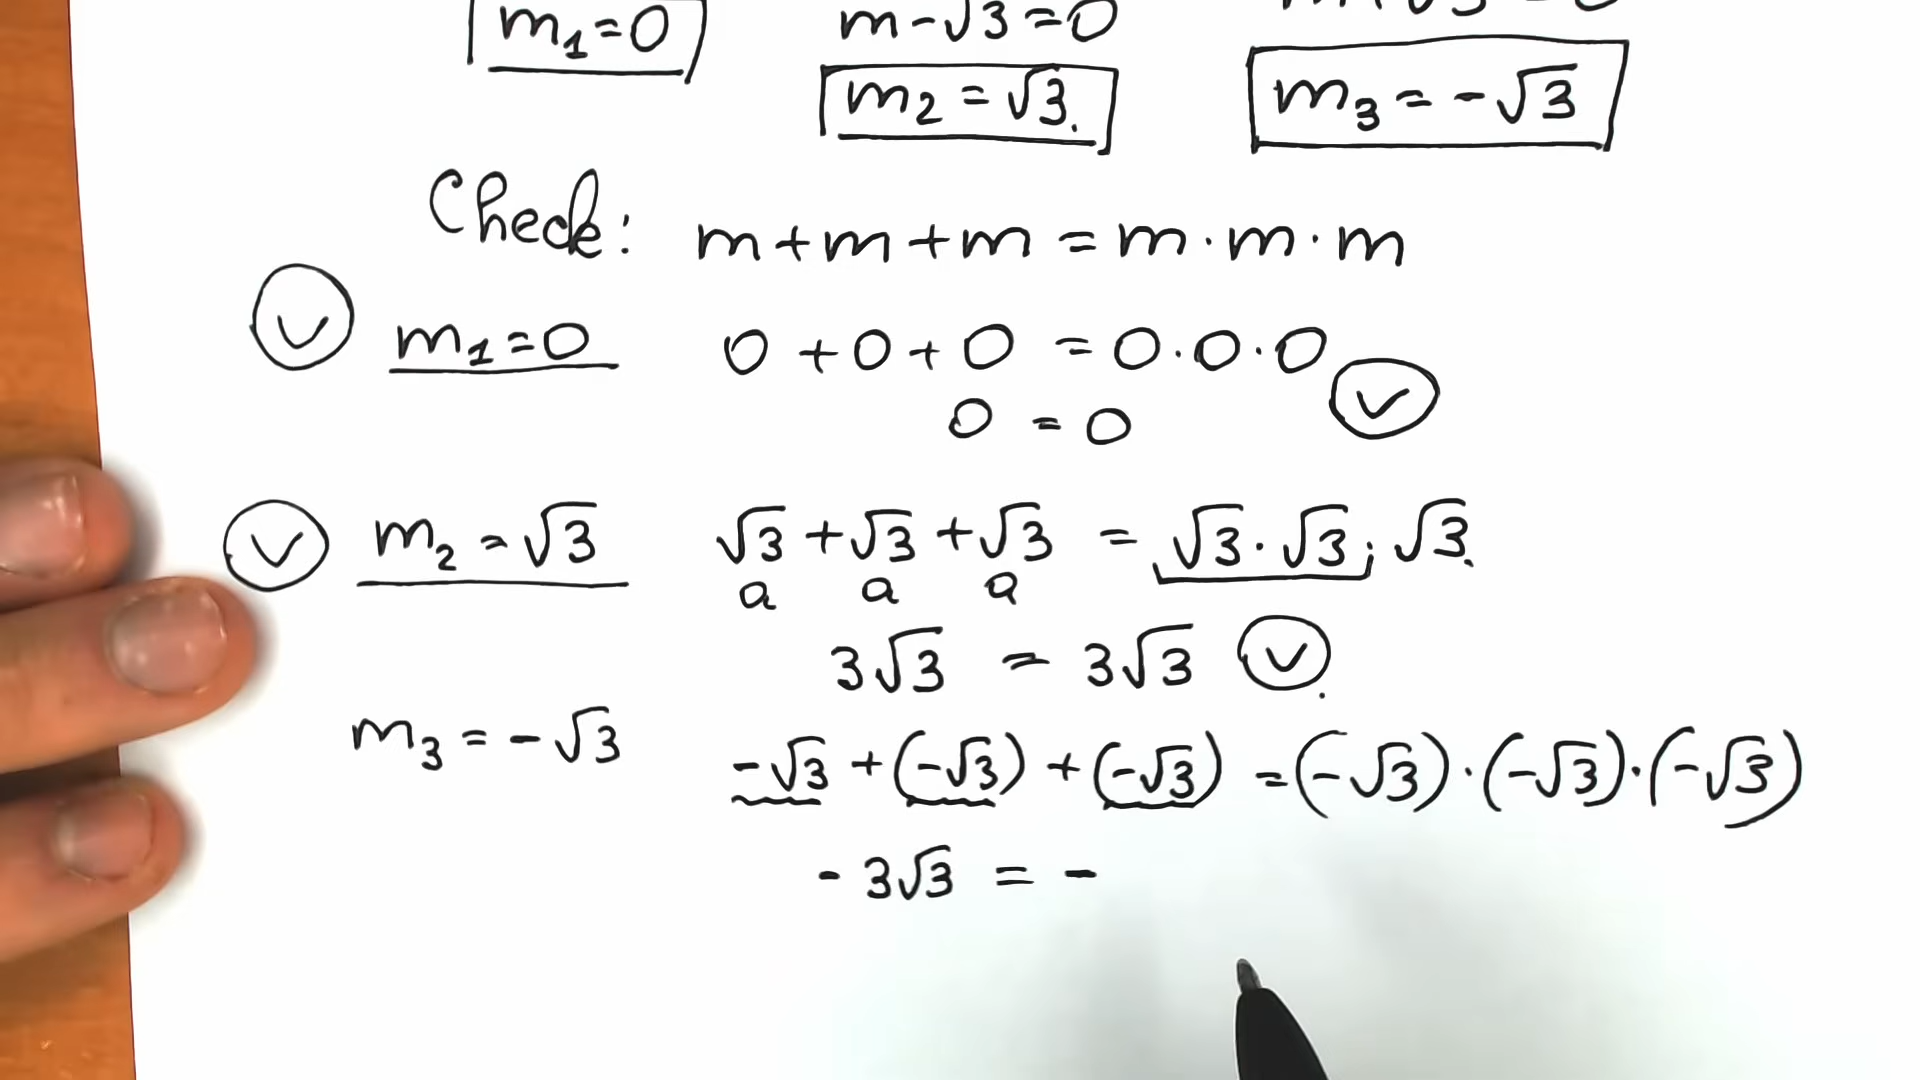 m₁=0
m-√3=0
m₂=√3.
m₃=-√3
Check: m+m+m=m·m·m
V m₁=0 0+0+0=0·0·0 V
0=0
V m₂=√3 √3+√3+√3=√3·√3·√3.
a a a
3√3=3√3 V
m₃=-√3 -√3+(-√3)+(-√3)=(-√3)·(-√3)·(-√3)
-3√3=-